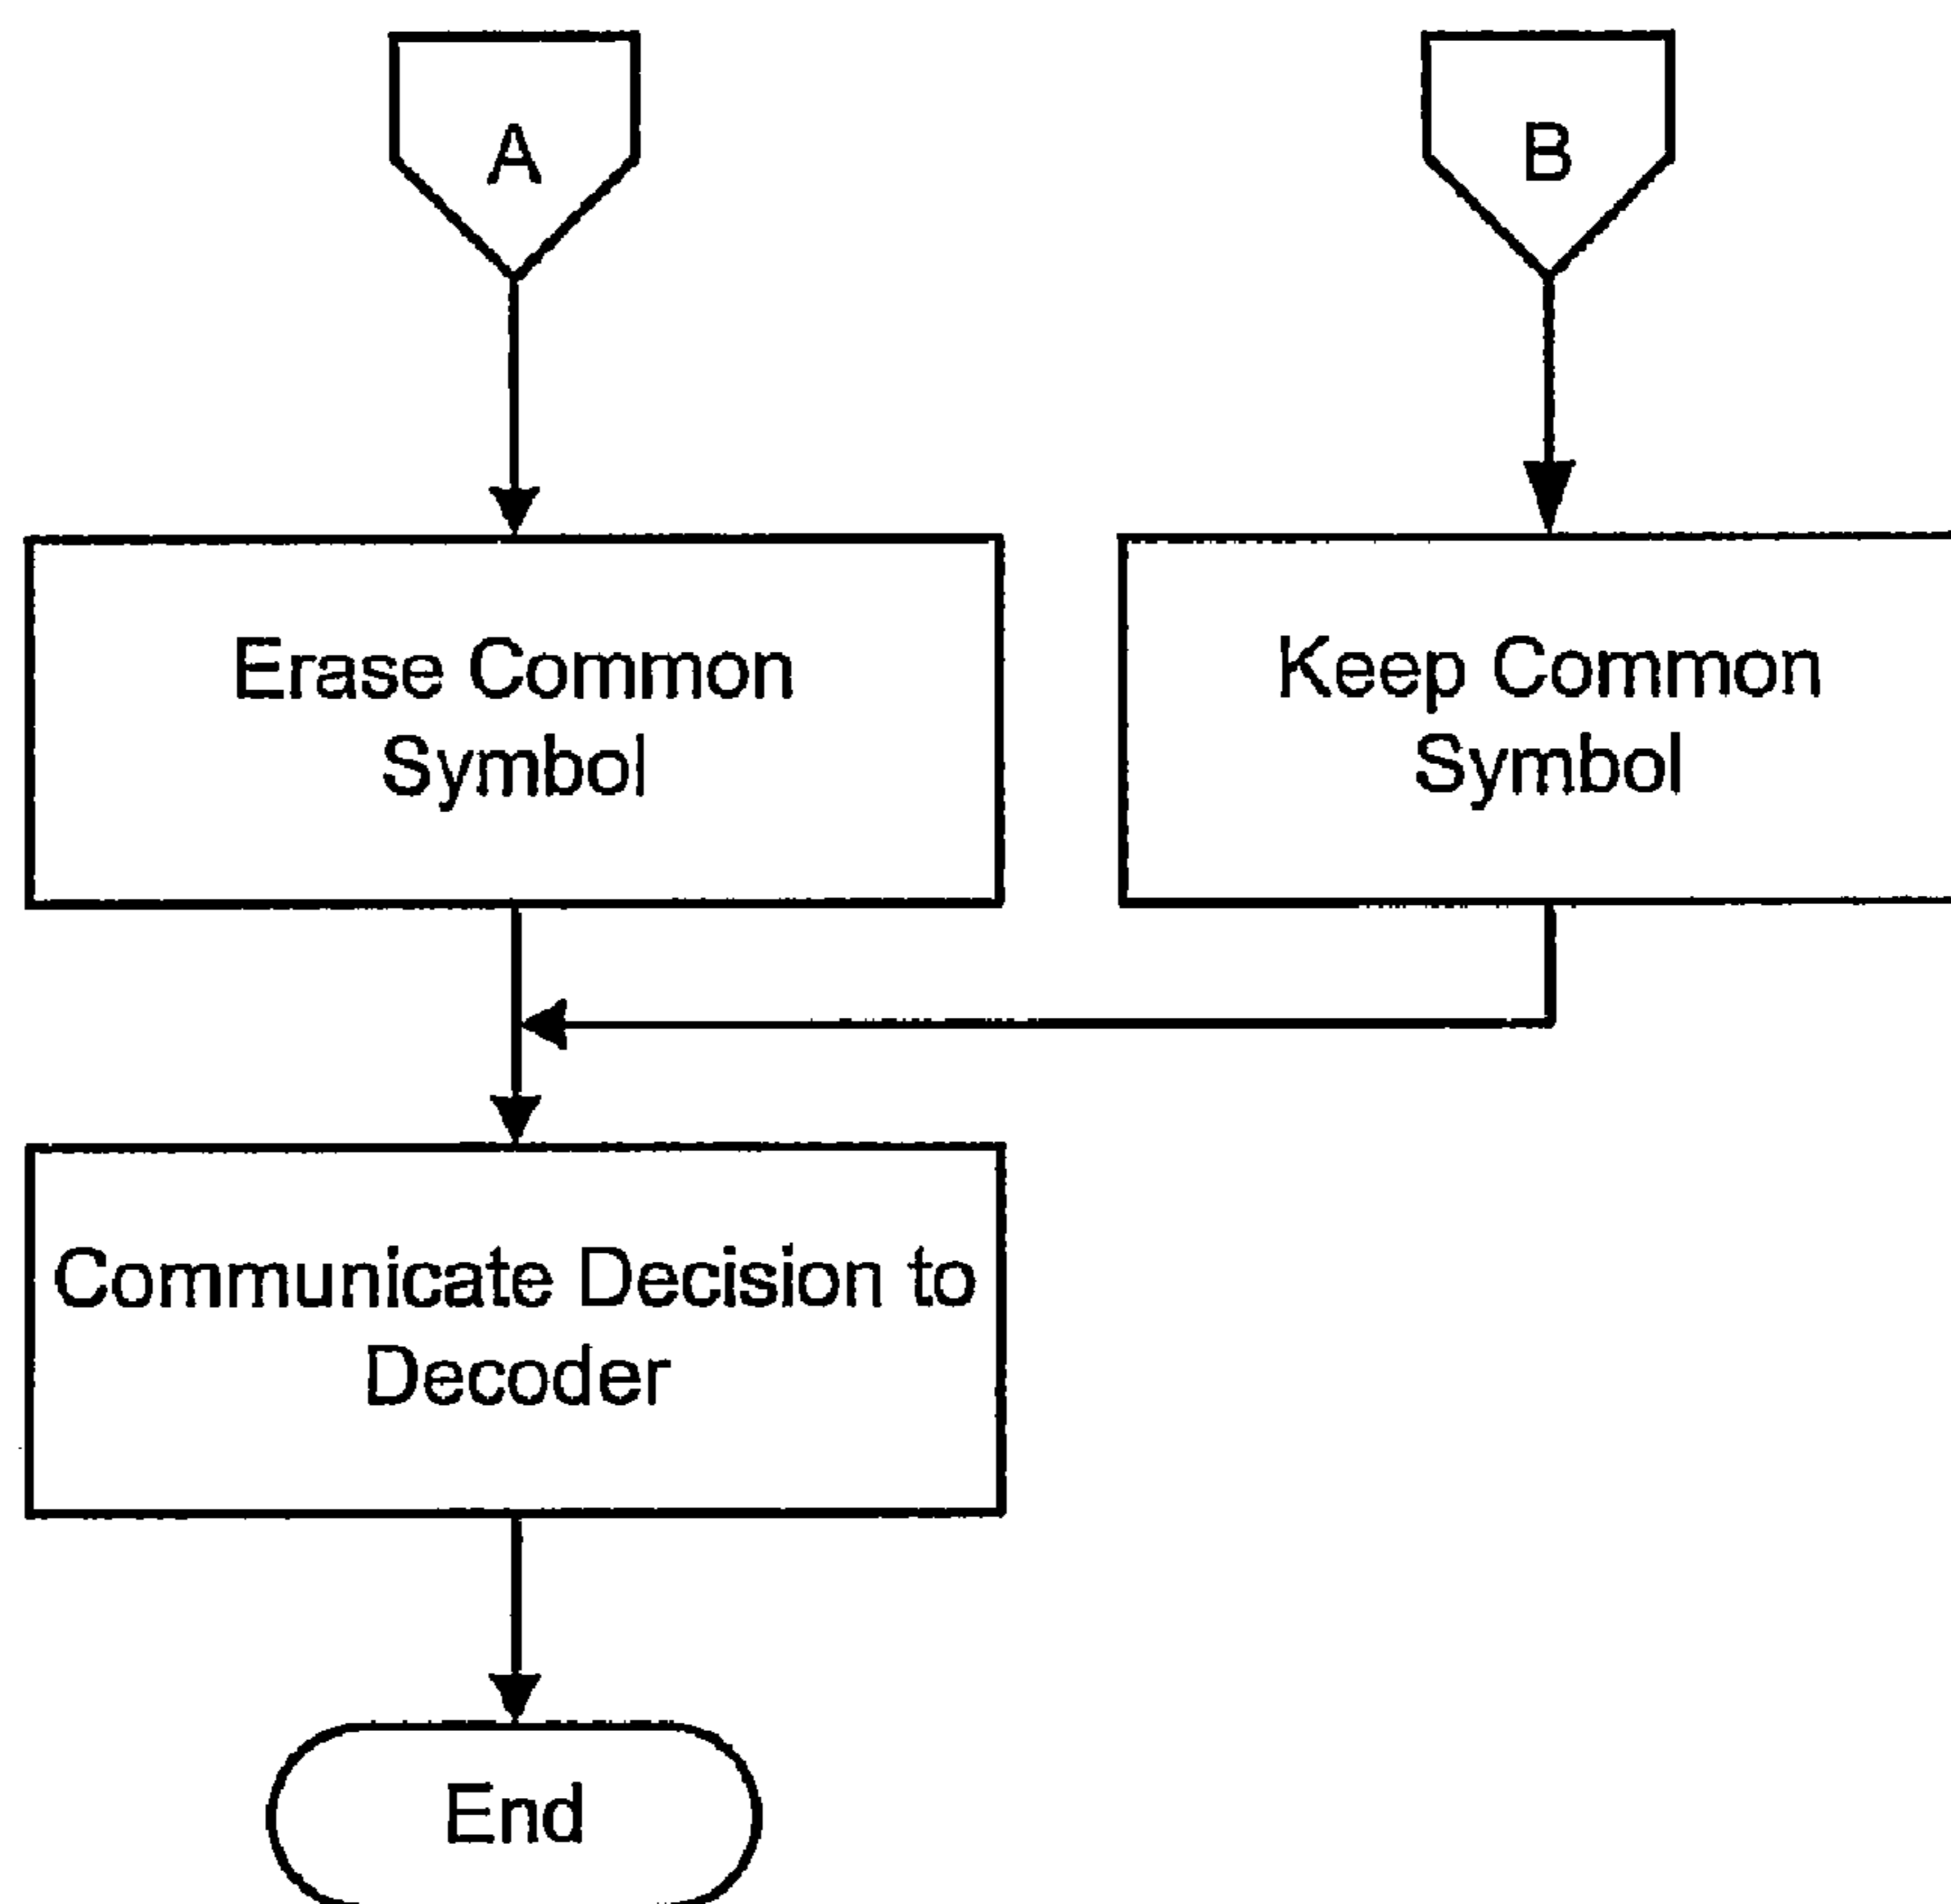 A
B
Erase Common
Symbol
Keep Common
Symbol
Communicate Decision to
Decoder
End